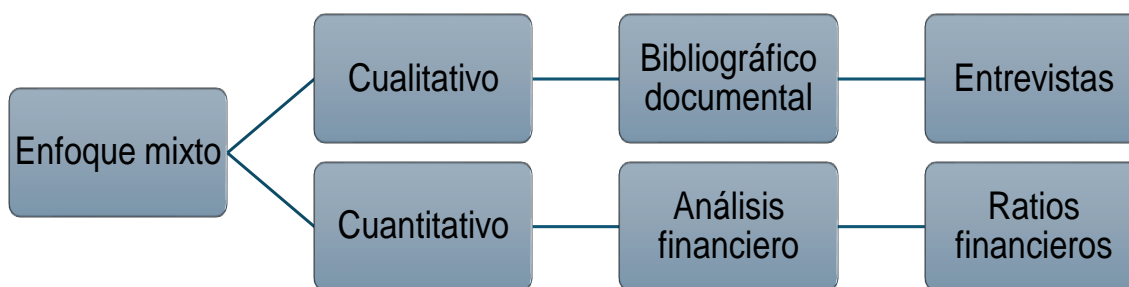 Enfoque mixto
Cualitativo
Bibliográfico
documental
Entrevistas
Cuantitativo
Análisis
financiero
Ratios
financieros